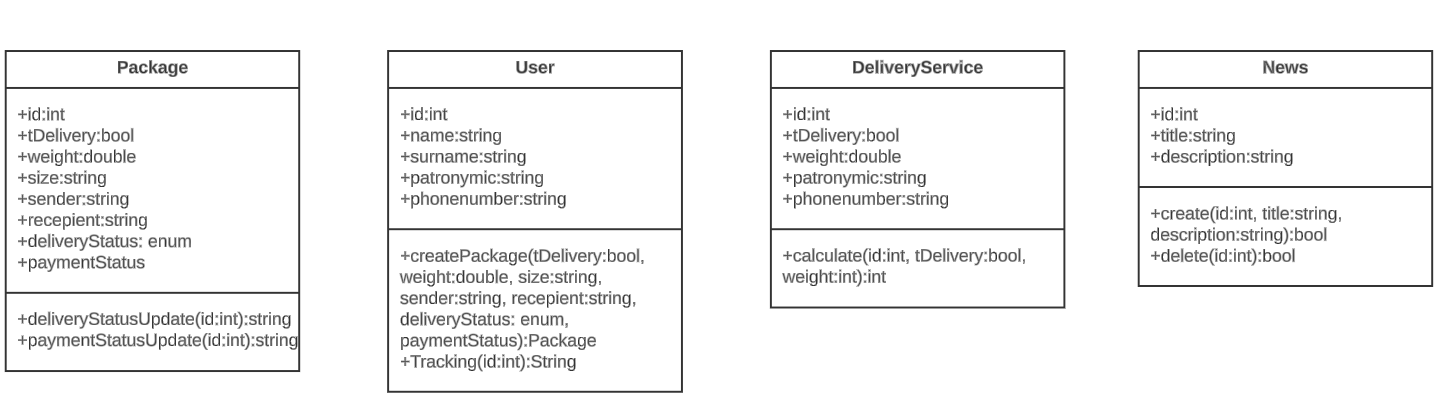 Package
+id:int
+tDelivery:bool
+weight:double
+size:string
+sender:string
+recepient:string
+deliveryStatus: enum
+paymentStatus
+deliveryStatusUpdate(id:int):string
+paymentStatusUpdate(id:int):string
User
+id:int
+name:string
+surname:string
+patronymic:string
+phonenumber:string
+createPackage(tDelivery:bool,
weight:double, size:string,
sender:string, recepient:string,
deliveryStatus: enum,
paymentStatus):Package
+Tracking(id:int):String
DeliveryService
+id:int
+tDelivery:bool
+weight:double
+patronymic:string
+phonenumber:string
+calculate(id:int, tDelivery:bool,
weight:int):int
News
+id:int
+title:string
+description:string
+create(id:int, title:string,
description:string):bool
+delete(id:int):bool